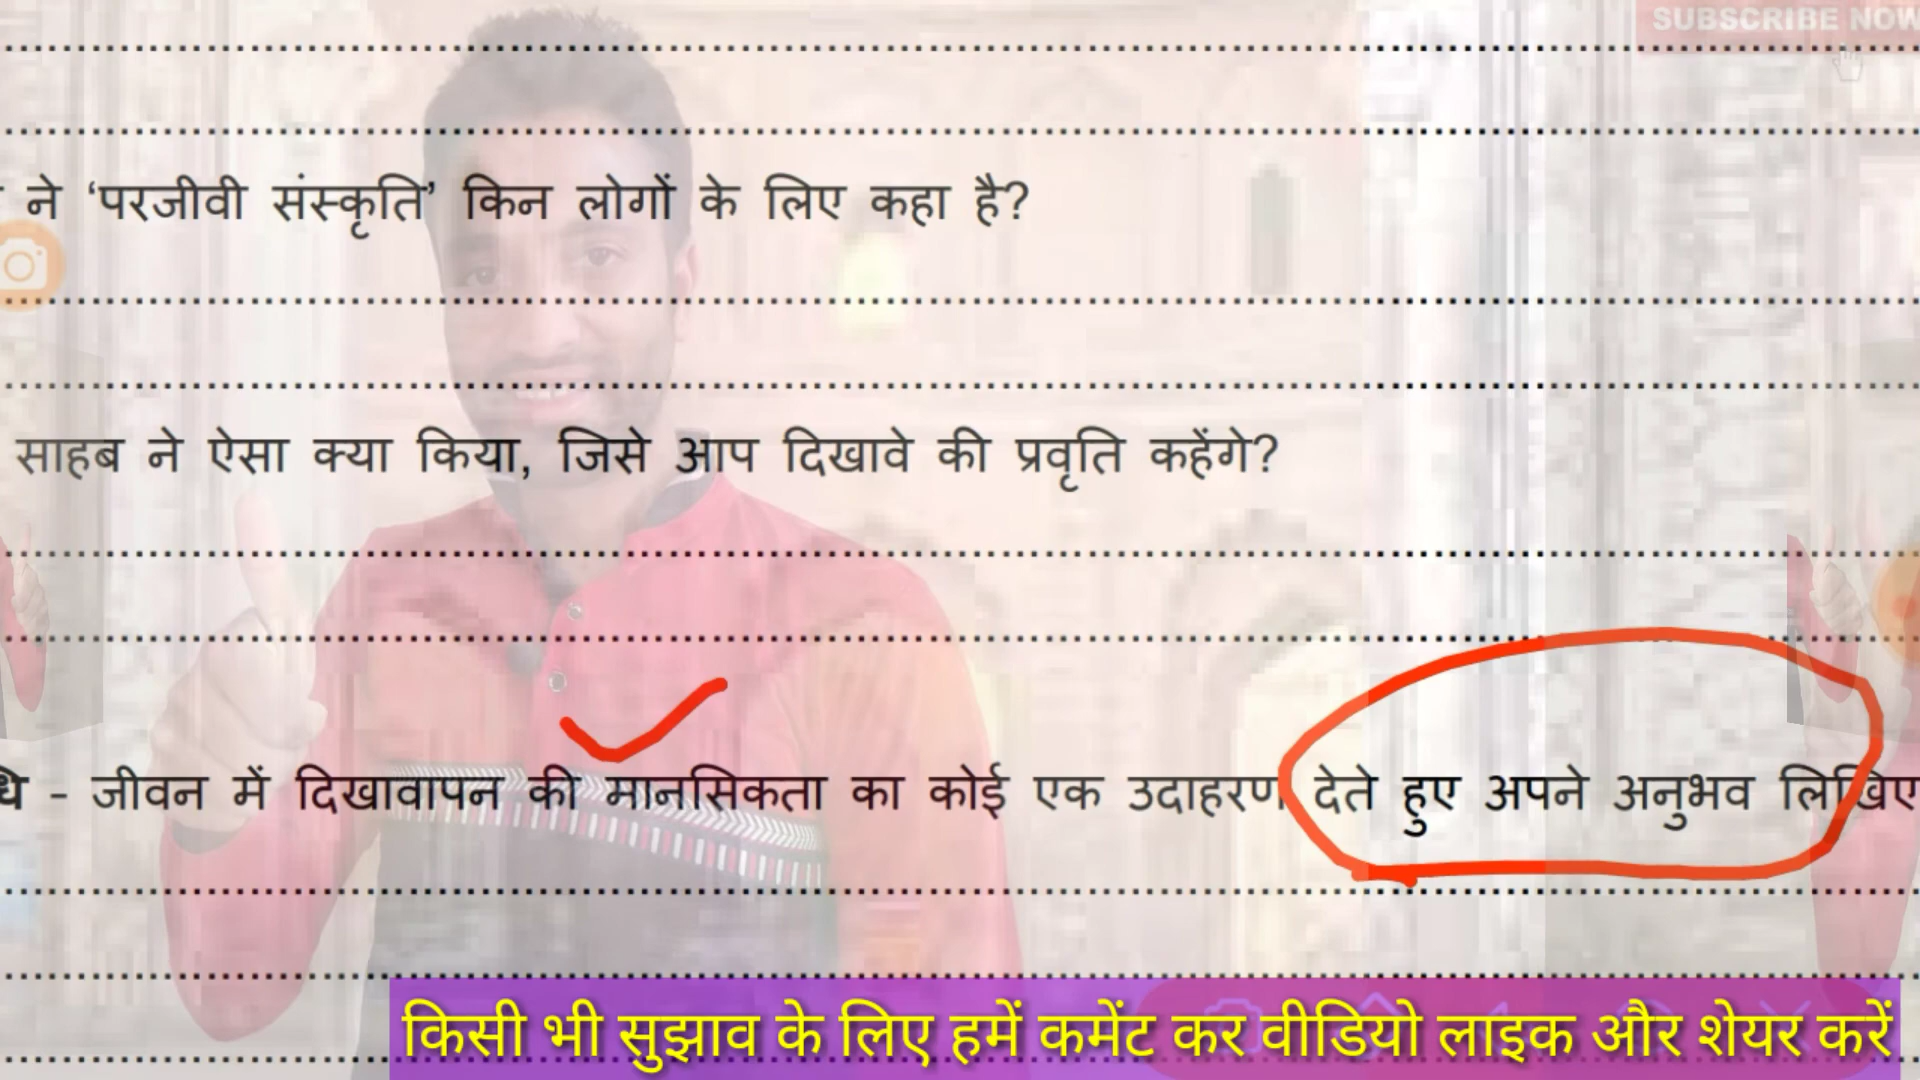 SUBSCRIBE NOW
ने ‘परजीवी संस्कृति’ किन लोगों के लिए कहा है?
साहब ने ऐसा क्या किया, जिसे आप दिखावे की प्रवृति कहेंगे?
- जीवन में दिखावापन की मानसिकता का कोई एक उदाहरण देते हुए अपने अनुभव लिखिए
किसी भी सुझाव के लिए हमें कमेंट कर वीडियो लाइक और शेयर करें